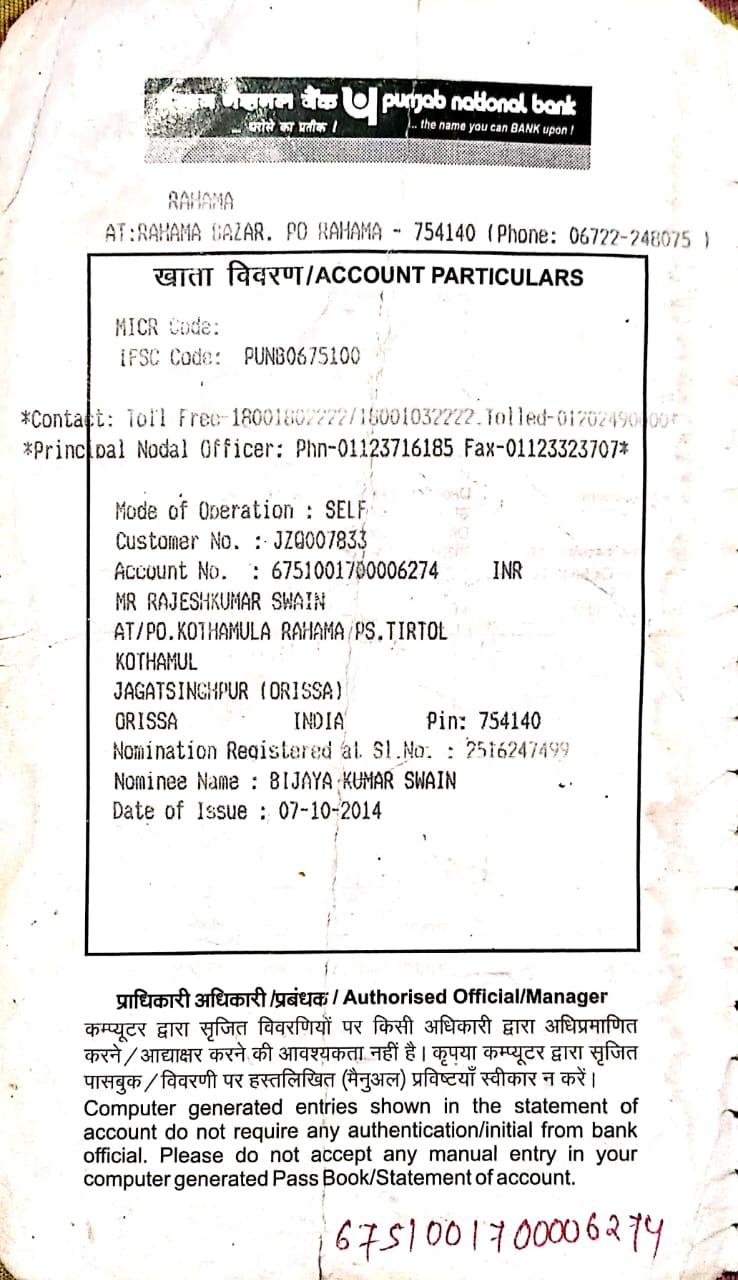 नैशनल बैंक punjab national bank
... भरोसे का प्रतीक ! ... the name you can BANK upon !
RAHAMA
AT:RAHAMA BAZAR. PO RAHAMA - 754140 (Phone: 06722-248075 )
खाता विवरण/ACCOUNT PARTICULARS
MICR Code:
IFSC Code: PUNB0675100
*Contact: Toll Free-18001802222/18001032222.Tolled-
*Principal Nodal Officer: Phn-01123716185 Fax-01123323707*
Mode of Operation : SELF
Customer No. : JZQ007833
Account No. : 6751001700006274 INR
MR RAJESHKUMAR SWAIN
AT/PO.KOTHAMULA RAHAMA PS.TIRTOL
KOTHAMUL
JAGATSINGHPUR (ORISSA)
ORISSA INDIA Pin: 754140
Nomination Registered at Sl.No. : 2516247499
Nominee Name : BIJAYA KUMAR SWAIN
Date of Issue : 07-10-2014
प्राधिकारी अधिकारी /प्रबंधक / Authorised Official/Manager
कम्प्यूटर द्वारा सृजित विवरणियों पर किसी अधिकारी द्वारा अधिप्रमाणित
करने / आद्याक्षर करने की आवश्यकता नहीं है । कृपया कम्प्यूटर द्वारा सृजित
पासबुक / विवरणी पर हस्तलिखित (मैनुअल) प्रविष्टियाँ स्वीकार न करें ।
Computer generated entries shown in the statement of
account do not require any authentication/initial from bank
official. Please do not accept any manual entry in your
computer generated Pass Book/Statement of account.
6751001700006274